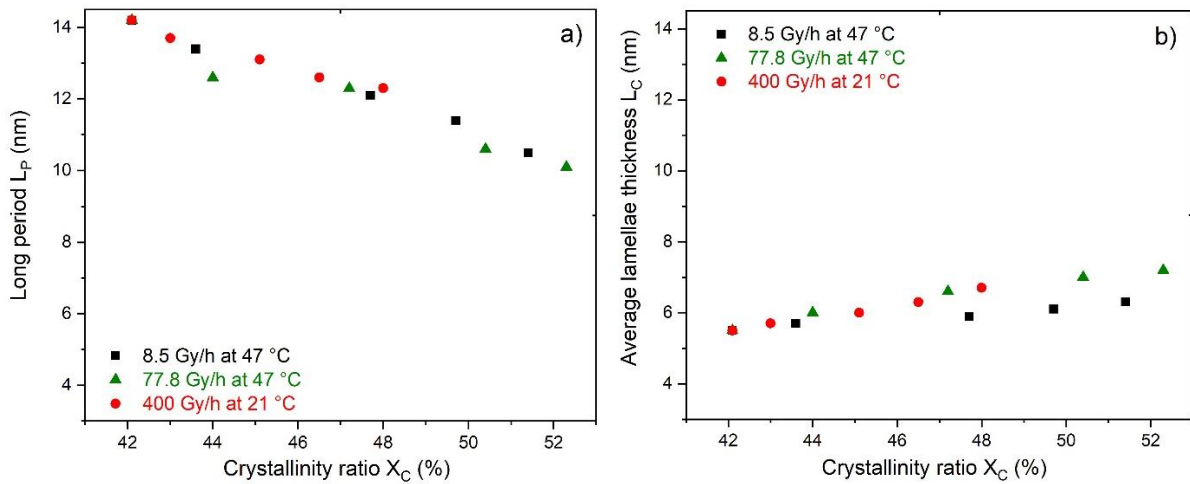 a)
14
12
10
8
6
4
Long period L_P (nm)
8.5 Gy/h at 47 °C
77.8 Gy/h at 47 °C
400 Gy/h at 21 °C
42 44 46 48 50 52
Crystallinity ratio X_C (%)
b)
14
12
10
8
6
4
Average lamellae thickness L_C (nm)
8.5 Gy/h at 47 °C
77.8 Gy/h at 47 °C
400 Gy/h at 21 °C
42 44 46 48 50 52
Crystallinity ratio X_C (%)